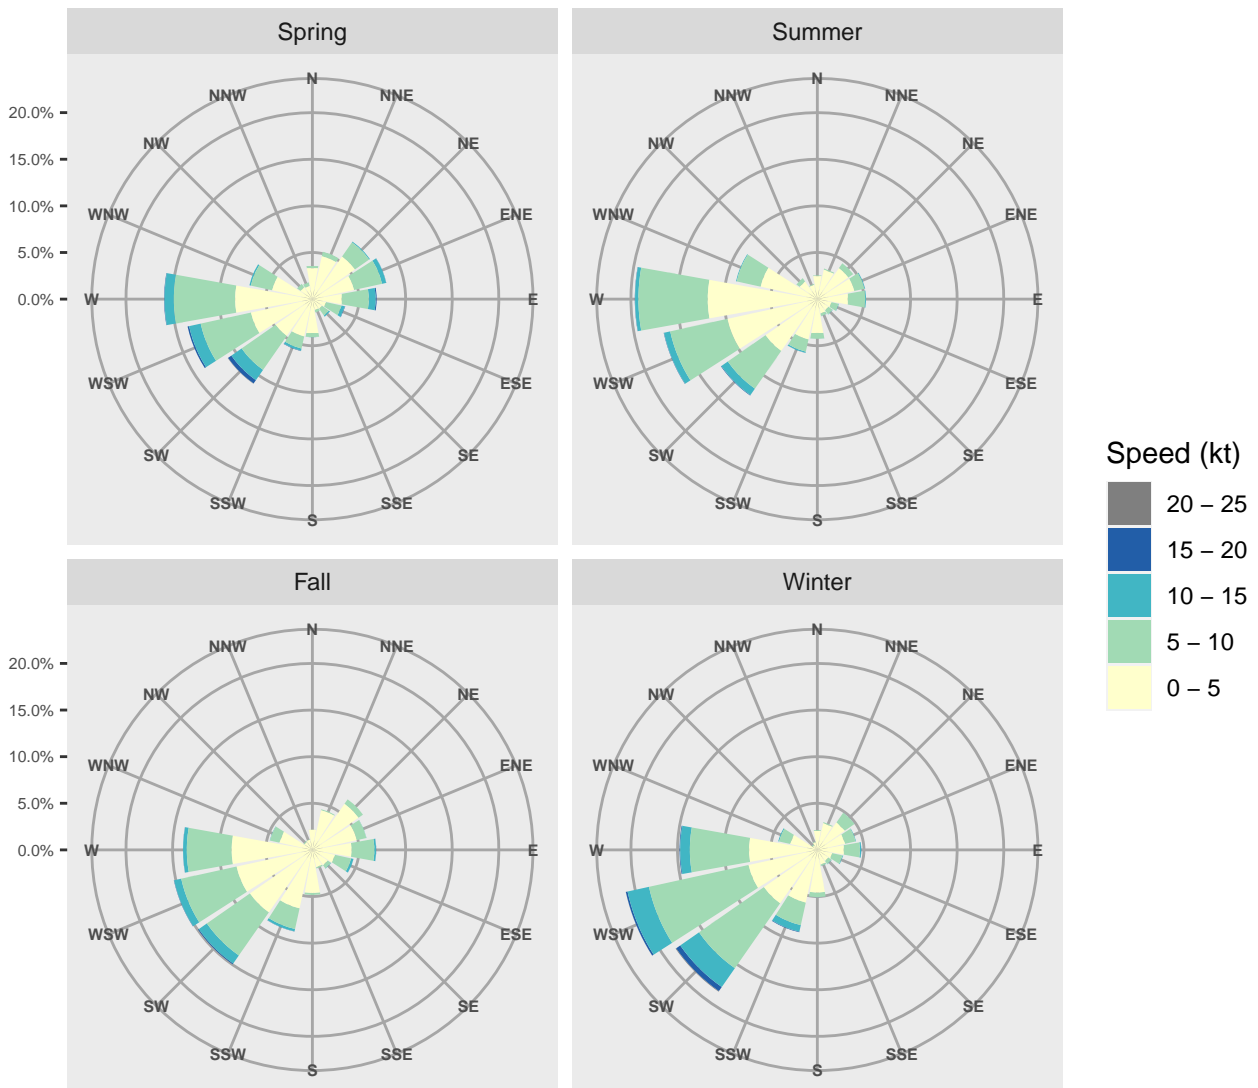 Spring
Summer
N
NNE
NE
ENE
E
ESE
SE
SSE
S
SSW
SW
WSW
W
WNW
NW
NNW
20.0%
15.0%
10.0%
5.0%
0.0%
N
NNE
NE
ENE
E
ESE
SE
SSE
S
SSW
SW
WSW
W
WNW
NW
NNW
Fall
Winter
N
NNE
NE
ENE
E
ESE
SE
SSE
S
SSW
SW
WSW
W
WNW
NW
NNW
20.0%
15.0%
10.0%
5.0%
0.0%
N
NNE
NE
ENE
E
ESE
SE
SSE
S
SSW
SW
WSW
W
WNW
NW
NNW
Speed (kt)
20 – 25
15 – 20
10 – 15
5 – 10
0 – 5